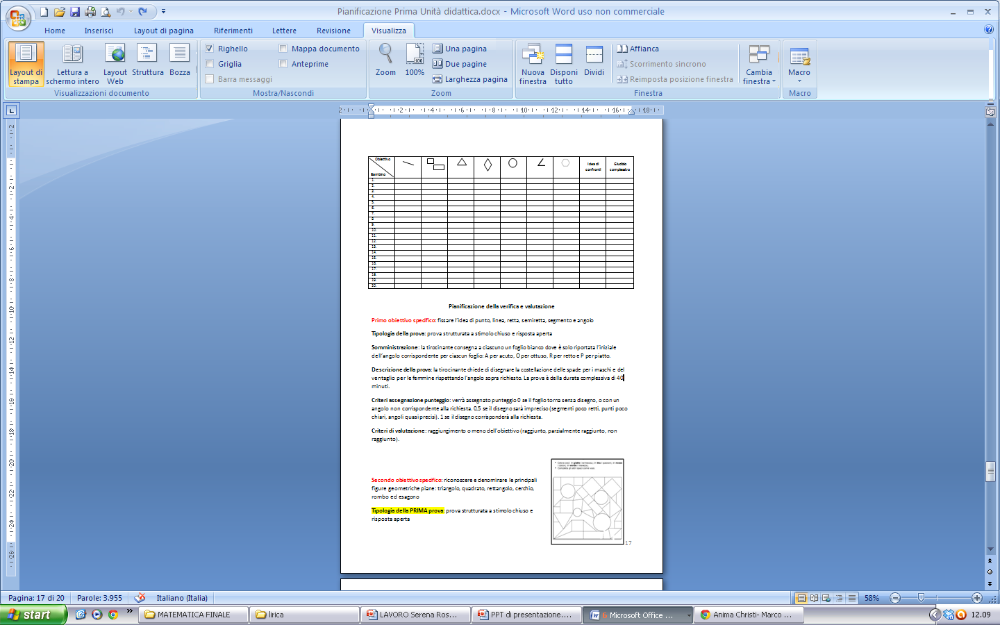 Pianificazione Prima Unità didattica.docx - Microsoft Word uso non commerciale
Home Inserisci Layout di pagina Riferimenti Lettere Revisione Visualizza
Layout di stampa
Lettura a schermo intero
Layout Web
Struttura
Bozza
Visualizzazioni documento
Righello
Griglia
Barra messaggi
Mappa documento
Anteprime
Mostra/Nascondi
Zoom
100%
Una pagina
Due pagine
Larghezza pagina
Zoom
Nuova finestra
Disponi tutto
Dividi
Affianca
Scorrimento sincrono
Reimposta posizione finestra
Cambia finestra
Finestra
Macro
Macro
2 2 4 6 8 10 12 14 16 18
Obiettivo
Bambino
Idea di confronti
Giudizio complessivo
1.
2.
3.
4.
5.
6.
7.
8
9.
10.
11.
12.
13.
14.
15.
16.
17.
18.
19.
20.
Pianificazione della verifica e valutazione
Primo obiettivo specifico: fissare l'idea di punto, linea, retta, semiretta, segmento e angolo
Tipologia della prova: prova strutturata a stimolo chiuso e risposta aperta
Somministrazione: la tirocinante consegna a ciascuno un foglio bianco dove è solo riportata l'iniziale
dell'angolo corrispondente per ciascun foglio: A per acuto, O per ottuso, R per retto e P per piatto.
Descrizione della prova: la tirocinante chiede di disegnare la costellazione delle spade per i maschi e del
ventaglio per le femmine rispettando l'angolo sopra richiesto. La prova è della durata complessiva di 40
minuti.
Criteri assegnazione punteggio: verrà assegnato punteggio 0 se il foglio torna senza disegno, o con un
angolo non corrispondente alla richiesta. 0,5 se il disegno sarà impreciso (segmenti poco retti, punti poco
chiari, angoli quasi precisi). 1 se il disegno corrisponderà alla richiesta.
Criteri di valutazione: raggiungimento o meno dell'obiettivo (raggiunto, parzialmente raggiunto, non
raggiunto).
Secondo obiettivo specifico: riconoscere e denominare le principali
figure geometriche piane: triangolo, quadrato, rettangolo, cerchio,
rombo ed esagono
Tipologia della PRIMA prova: prova strutturata a stimolo chiuso e
risposta aperta
17
Pagina: 17 di 20 Parole: 3.955 Italiano (Italia) 58%
start MATEMATICA FINALE lirica LAVORO Serena Ros... PPT di presentazione.... 6 Microsoft Office ... Anima Christi- Marco ... 12.09